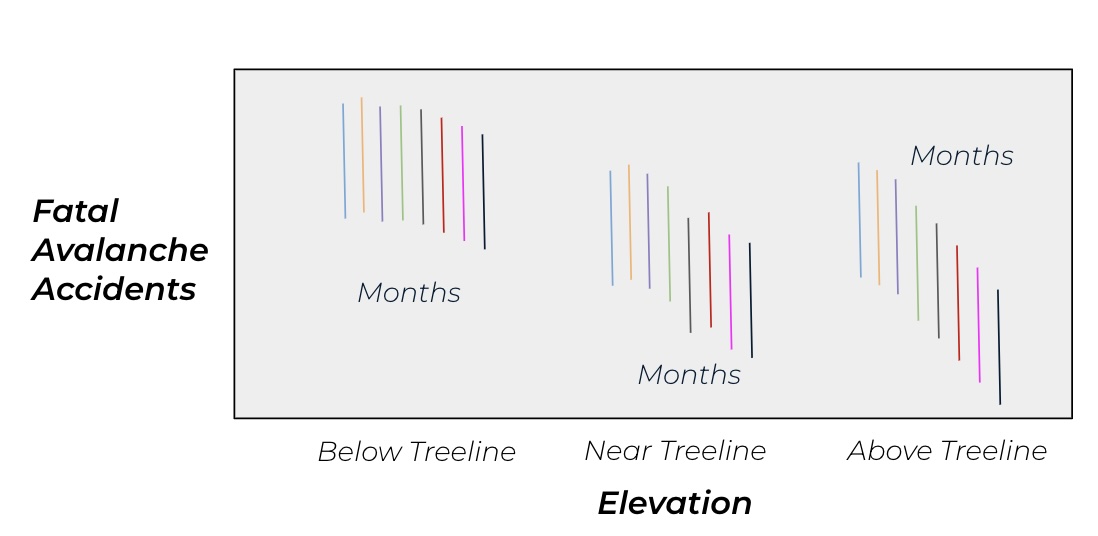 Fatal
Avalanche
Accidents
Months
Months
Months
Below Treeline
Near Treeline
Above Treeline
Elevation